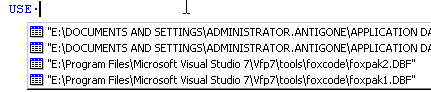 USE
"E:\DOCUMENTS AND SETTINGS\ADMINISTRATOR.ANTIGONE\APPLICATION DA
"E:\DOCUMENTS AND SETTINGS\ADMINISTRATOR.ANTIGONE\APPLICATION DA
"E:\Program Files\Microsoft Visual Studio 7\Vfp7\tools\foxcode\foxpak2.DBF"
"E:\Program Files\Microsoft Visual Studio 7\Vfp7\tools\foxcode\foxpak1.DBF"